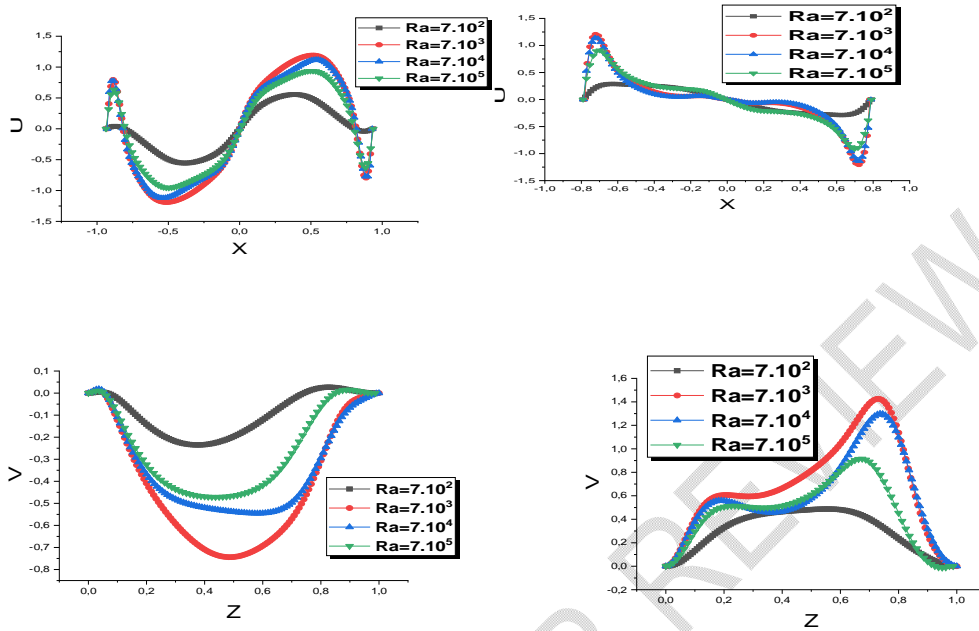 Ra=7.10²
Ra=7.10³
Ra=7.10⁴
Ra=7.10⁵
1,5
1,0
0,5
0,0
-0,5
-1,0
-1,5
U
-1,0 -0,5 0,0 0,5 1,0
X
Ra=7.10²
Ra=7.10³
Ra=7.10⁴
Ra=7.10⁵
1,5
1,0
0,5
0,0
-0,5
-1,0
-1,5
U
-1,0 -0,8 -0,6 -0,4 -0,2 0,0 0,2 0,4 0,6 0,8 1,0
X
0,1
0,0
-0,1
-0,2
-0,3
-0,4
-0,5
-0,6
-0,7
-0,8
V
Ra=7.10²
Ra=7.10³
Ra=7.10⁴
Ra=7.10⁵
0,0 0,2 0,4 0,6 0,8 1,0
Z
Ra=7.10²
Ra=7.10³
Ra=7.10⁴
Ra=7.10⁵
1,6
1,4
1,2
1,0
0,8
0,6
0,4
0,2
0,0
-0,2
V
0,0 0,2 0,4 0,6 0,8 1,0
Z
R REVIEW